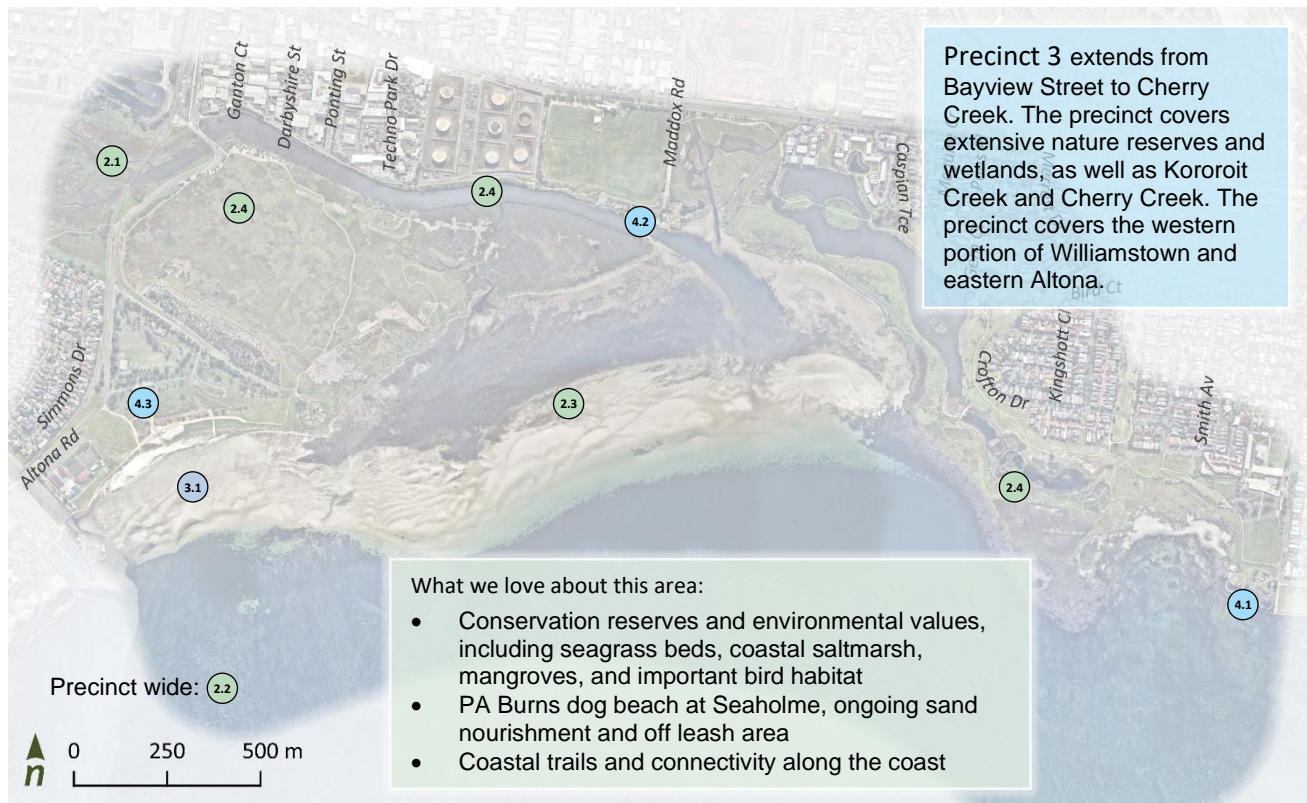 Ganton Ct
Darbyshire St
Ponting St
Techno Park Dr
Maddox Rd
Caspian Tce
Precinct 3 extends from
Bayview Street to Cherry
Creek. The precinct covers
extensive nature reserves and
wetlands, as well as Kororoit
Creek and Cherry Creek. The
precinct covers the western
portion of Williamstown and
eastern Altona.
2.1
2.4
2.4
4.2
Bird Ct
Simmons Dr
4.3
2.3
Crofton Dr
Kingshott
Smith Av
Altona Rd
3.1
2.4
4.1
What we love about this area:
• Conservation reserves and environmental values,
including seagrass beds, coastal saltmarsh,
mangroves, and important bird habitat
• PA Burns dog beach at Seaholme, ongoing sand
nourishment and off leash area
• Coastal trails and connectivity along the coast
Precinct wide: 2.2
n
0 250 500 m